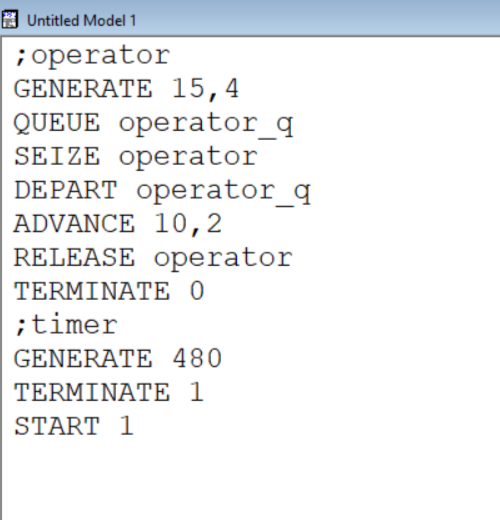 Untitled Model 1
;operator
GENERATE 15,4
QUEUE operator_q
SEIZE operator
DEPART operator_q
ADVANCE 10,2
RELEASE operator
TERMINATE 0
;timer
GENERATE 480
TERMINATE 1
START 1